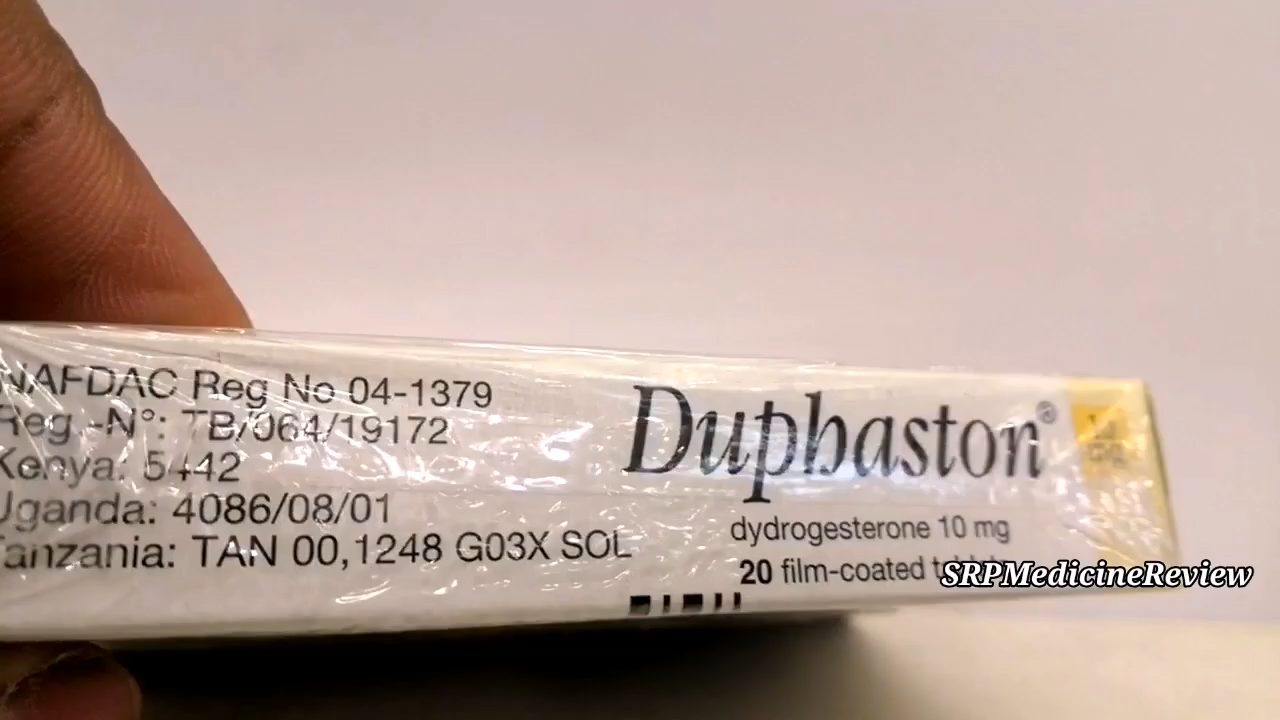 NAFDAC Reg No 04-1379
Reg.-N°: TB/064/19172
Kenya: 5442
Uganda: 4086/08/01
Tanzania: TAN 00,1248 G03X SOL
Duphaston®
dydrogesterone 10 mg
20 film-coated
SRPMedicineReview